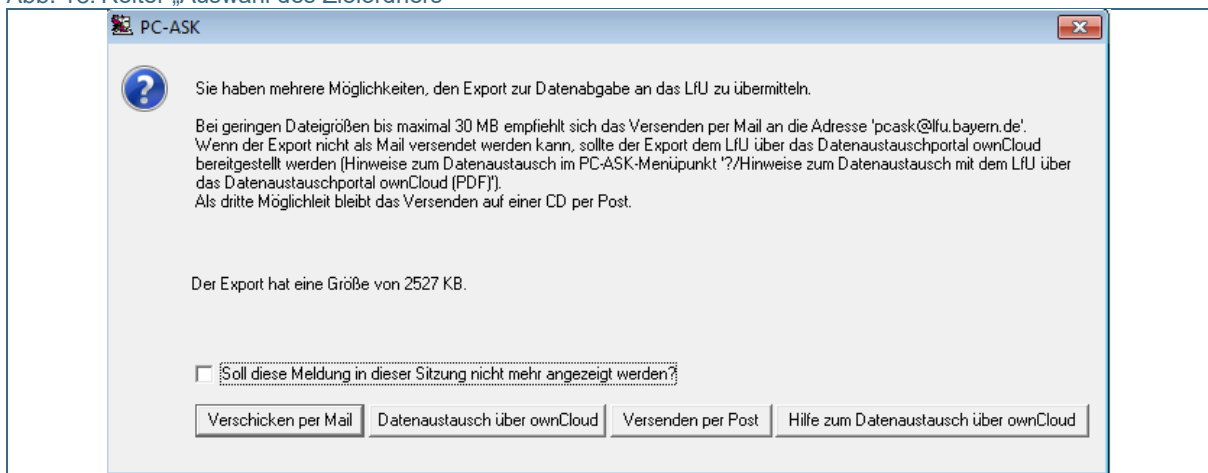 Abb. 18: Reiter „Auswahl des Zielordners“
PC-ASK
Sie haben mehrere Möglichkeiten, den Export zur Datenabgabe an das LfU zu übermitteln.
Bei geringen Dateigrößen bis maximal 30 MB empfiehlt sich das Versenden per Mail an die Adresse 'pcask@lfu.bayern.de'.
Wenn der Export nicht als Mail versendet werden kann, sollte der Export dem LfU über das Datenaustauschportal ownCloud
bereitgestellt werden (Hinweise zum Datenaustausch im PC-ASK-Menüpunkt '?/Hinweise zum Datenaustausch mit dem LfU über
das Datenaustauschportal ownCloud (PDF)').
Als dritte Möglichleit bleibt das Versenden auf einer CD per Post.
Der Export hat eine Größe von 2527 KB.
Soll diese Meldung in dieser Sitzung nicht mehr angezeigt werden?
Verschicken per Mail
Datenaustausch über ownCloud
Versenden per Post
Hilfe zum Datenaustausch über ownCloud